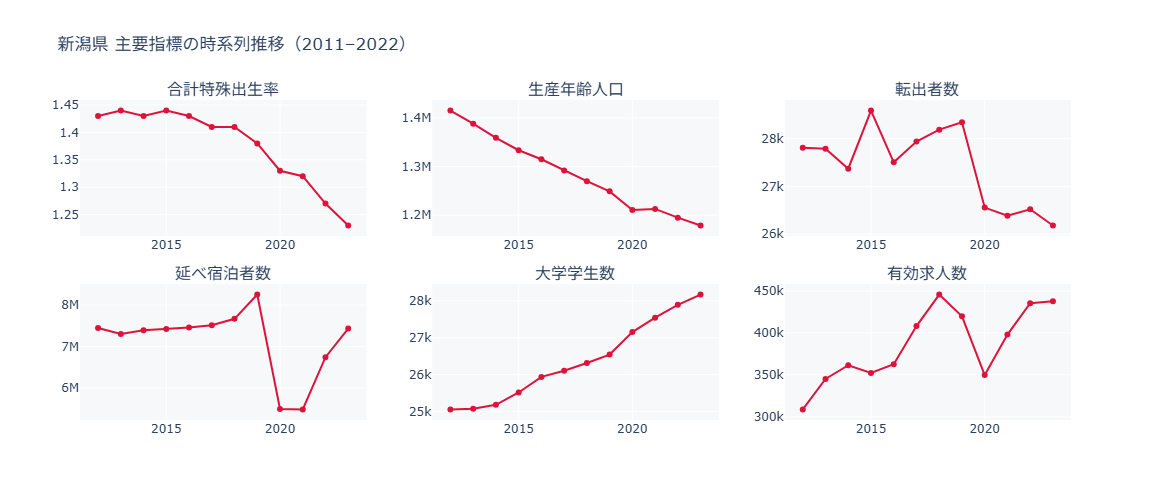 新潟県 主要指標の時系列推移（2011–2022）
合計特殊出生率
生産年齢人口
転出者数
1.45
1.4
1.35
1.3
1.25
2015
2020
1.4M
1.3M
1.2M
2015
2020
28k
27k
26k
2015
2020
延べ宿泊者数
大学学生数
有効求人数
8M
7M
6M
2015
2020
28k
27k
26k
25k
2015
2020
450k
400k
350k
300k
2015
2020